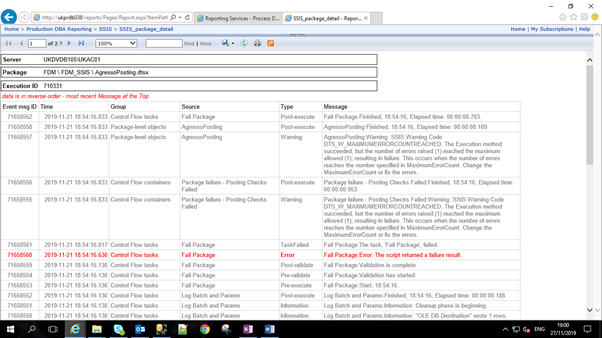 http://ukprdb038/reports/Pages/Report.aspx?ItemPat
Reporting Services - Process D...
SSIS_package_detail - Repor...
Home > Production DBA Reporting > SSIS > SSIS_package_detail
Home | My Subscriptions | Help
1 of 2 ? 100% Find | Next
Server UKDVDB105\UKAC01
Package FDM \ FDM_SSIS \ AgressoPosting.dtsx
Execution ID 710331
data is in reverse order - most recent Message at the Top
Event msg ID Time Group Source Type Message
71658562 2019-11-21 18:54:16.833 Control Flow tasks Fail Package Post-execute Fail Package:Finished, 18:54:16, Elapsed time: 00:00:00.703.
71658558 2019-11-21 18:54:16.833 Package-level objects AgressoPosting Post-execute AgressoPosting:Finished, 18:54:16, Elapsed time: 00:00:08.109.
71658557 2019-11-21 18:54:16.833 Package-level objects AgressoPosting Warning AgressoPosting:Warning: SSIS Warning Code
DTS_W_MAXIMUMERRORCOUNTREACHED. The Execution method
succeeded, but the number of errors raised (1) reached the maximum
allowed (1); resulting in failure. This occurs when the number of errors
reaches the number specified in MaximumErrorCount. Change the
MaximumErrorCount or fix the errors.
71658556 2019-11-21 18:54:16.833 Control Flow containers Package failure - Posting Checks Post-execute Package failure - Posting Checks Failed:Finished, 18:54:16, Elapsed time:
Failed 00:00:00.953.
71658555 2019-11-21 18:54:16.833 Control Flow containers Package failure - Posting Checks Warning Package failure - Posting Checks Failed:Warning: SSIS Warning Code
Failed DTS_W_MAXIMUMERRORCOUNTREACHED. The Execution method
succeeded, but the number of errors raised (1) reached the maximum
allowed (1); resulting in failure. This occurs when the number of errors
reaches the number specified in MaximumErrorCount. Change the
MaximumErrorCount or fix the errors.
71658561 2019-11-21 18:54:16.817 Control Flow tasks Fail Package TaskFailed Fail Package:The task, 'Fail Package', failed.
71658560 2019-11-21 18:54:16.630 Control Flow tasks Fail Package Error Fail Package:Error: The script returned a failure result.
71658559 2019-11-21 18:54:16.130 Control Flow tasks Fail Package Post-validate Fail Package:Validation is complete.
71658554 2019-11-21 18:54:16.130 Control Flow tasks Fail Package Pre-validate Fail Package:Validation has started.
71658553 2019-11-21 18:54:16.130 Control Flow tasks Fail Package Pre-execute Fail Package:Start, 18:54:16.
71658552 2019-11-21 18:54:16.083 Control Flow tasks Log Batch and Params Post-execute Log Batch and Params:Finished, 18:54:16, Elapsed time: 00:00:00.188.
71658551 2019-11-21 18:54:16.083 Control Flow tasks Log Batch and Params Information Log Batch and Params:Information: Cleanup phase is beginning.
71658550 2019-11-21 18:54:16.083 Control Flow tasks Log Batch and Params Information Log Batch and Params:Information: "OLE DB Destination" wrote 1 rows.
ENG
19:00
27/11/2019